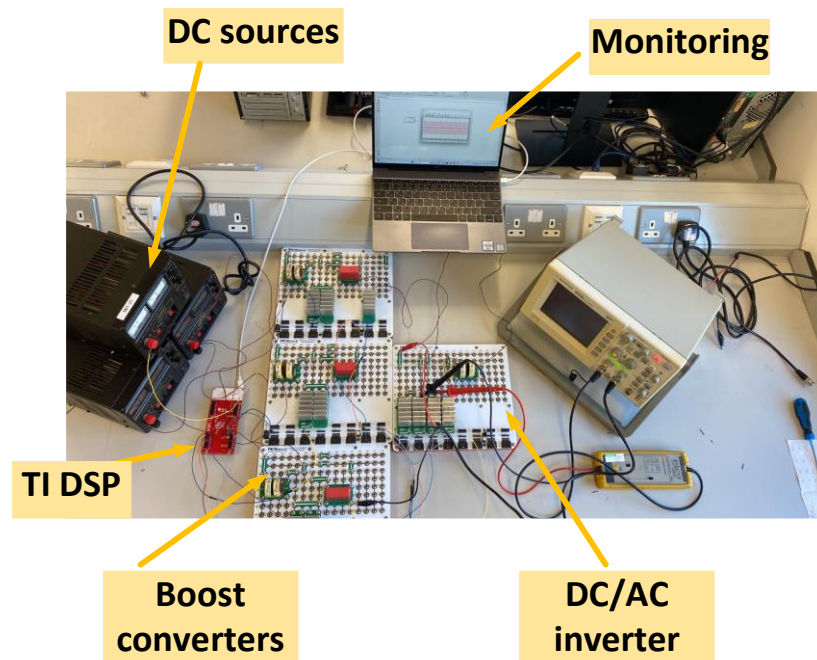 DC sources
Monitoring
TI DSP
Boost
converters
DC/AC
inverter